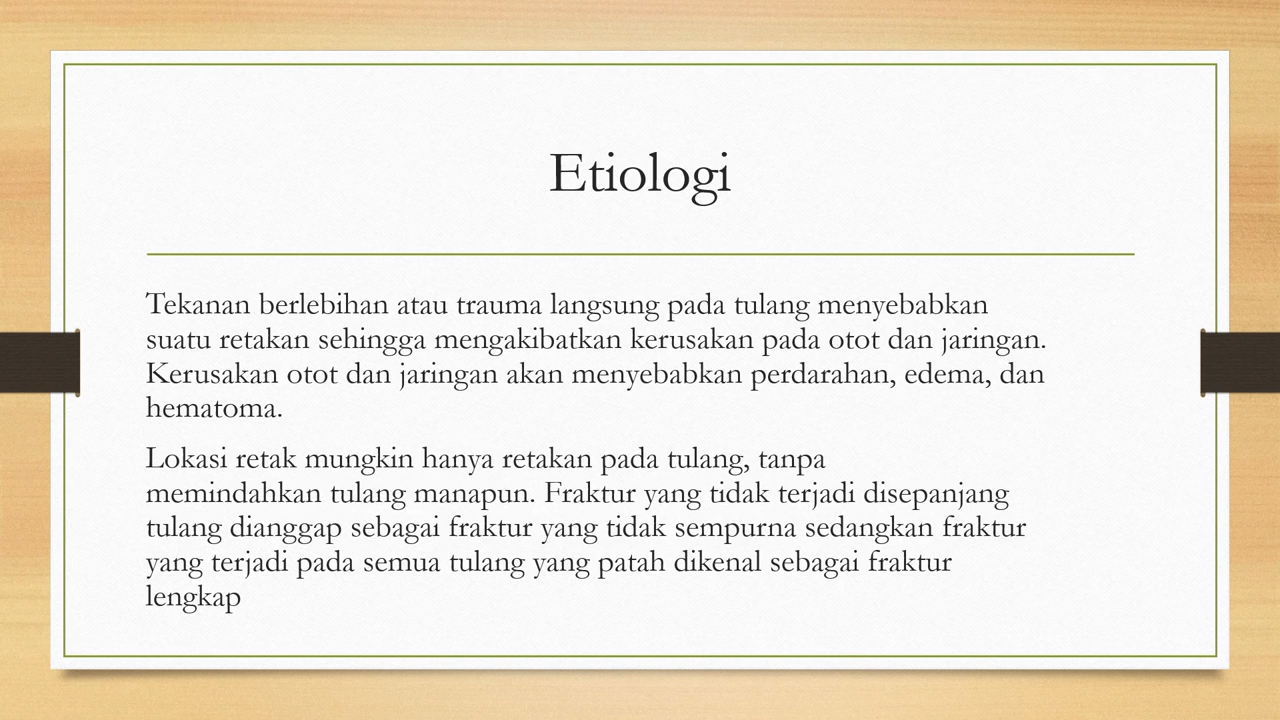 Etiologi
Tekanan berlebihan atau trauma langsung pada tulang menyebabkan
suatu retakan sehingga mengakibatkan kerusakan pada otot dan jaringan.
Kerusakan otot dan jaringan akan menyebabkan perdarahan, edema, dan
hematoma.
Lokasi retak mungkin hanya retakan pada tulang, tanpa
memindahkan tulang manapun. Fraktur yang tidak terjadi disepanjang
tulang dianggap sebagai fraktur yang tidak sempurna sedangkan fraktur
yang terjadi pada semua tulang yang patah dikenal sebagai fraktur
lengkap